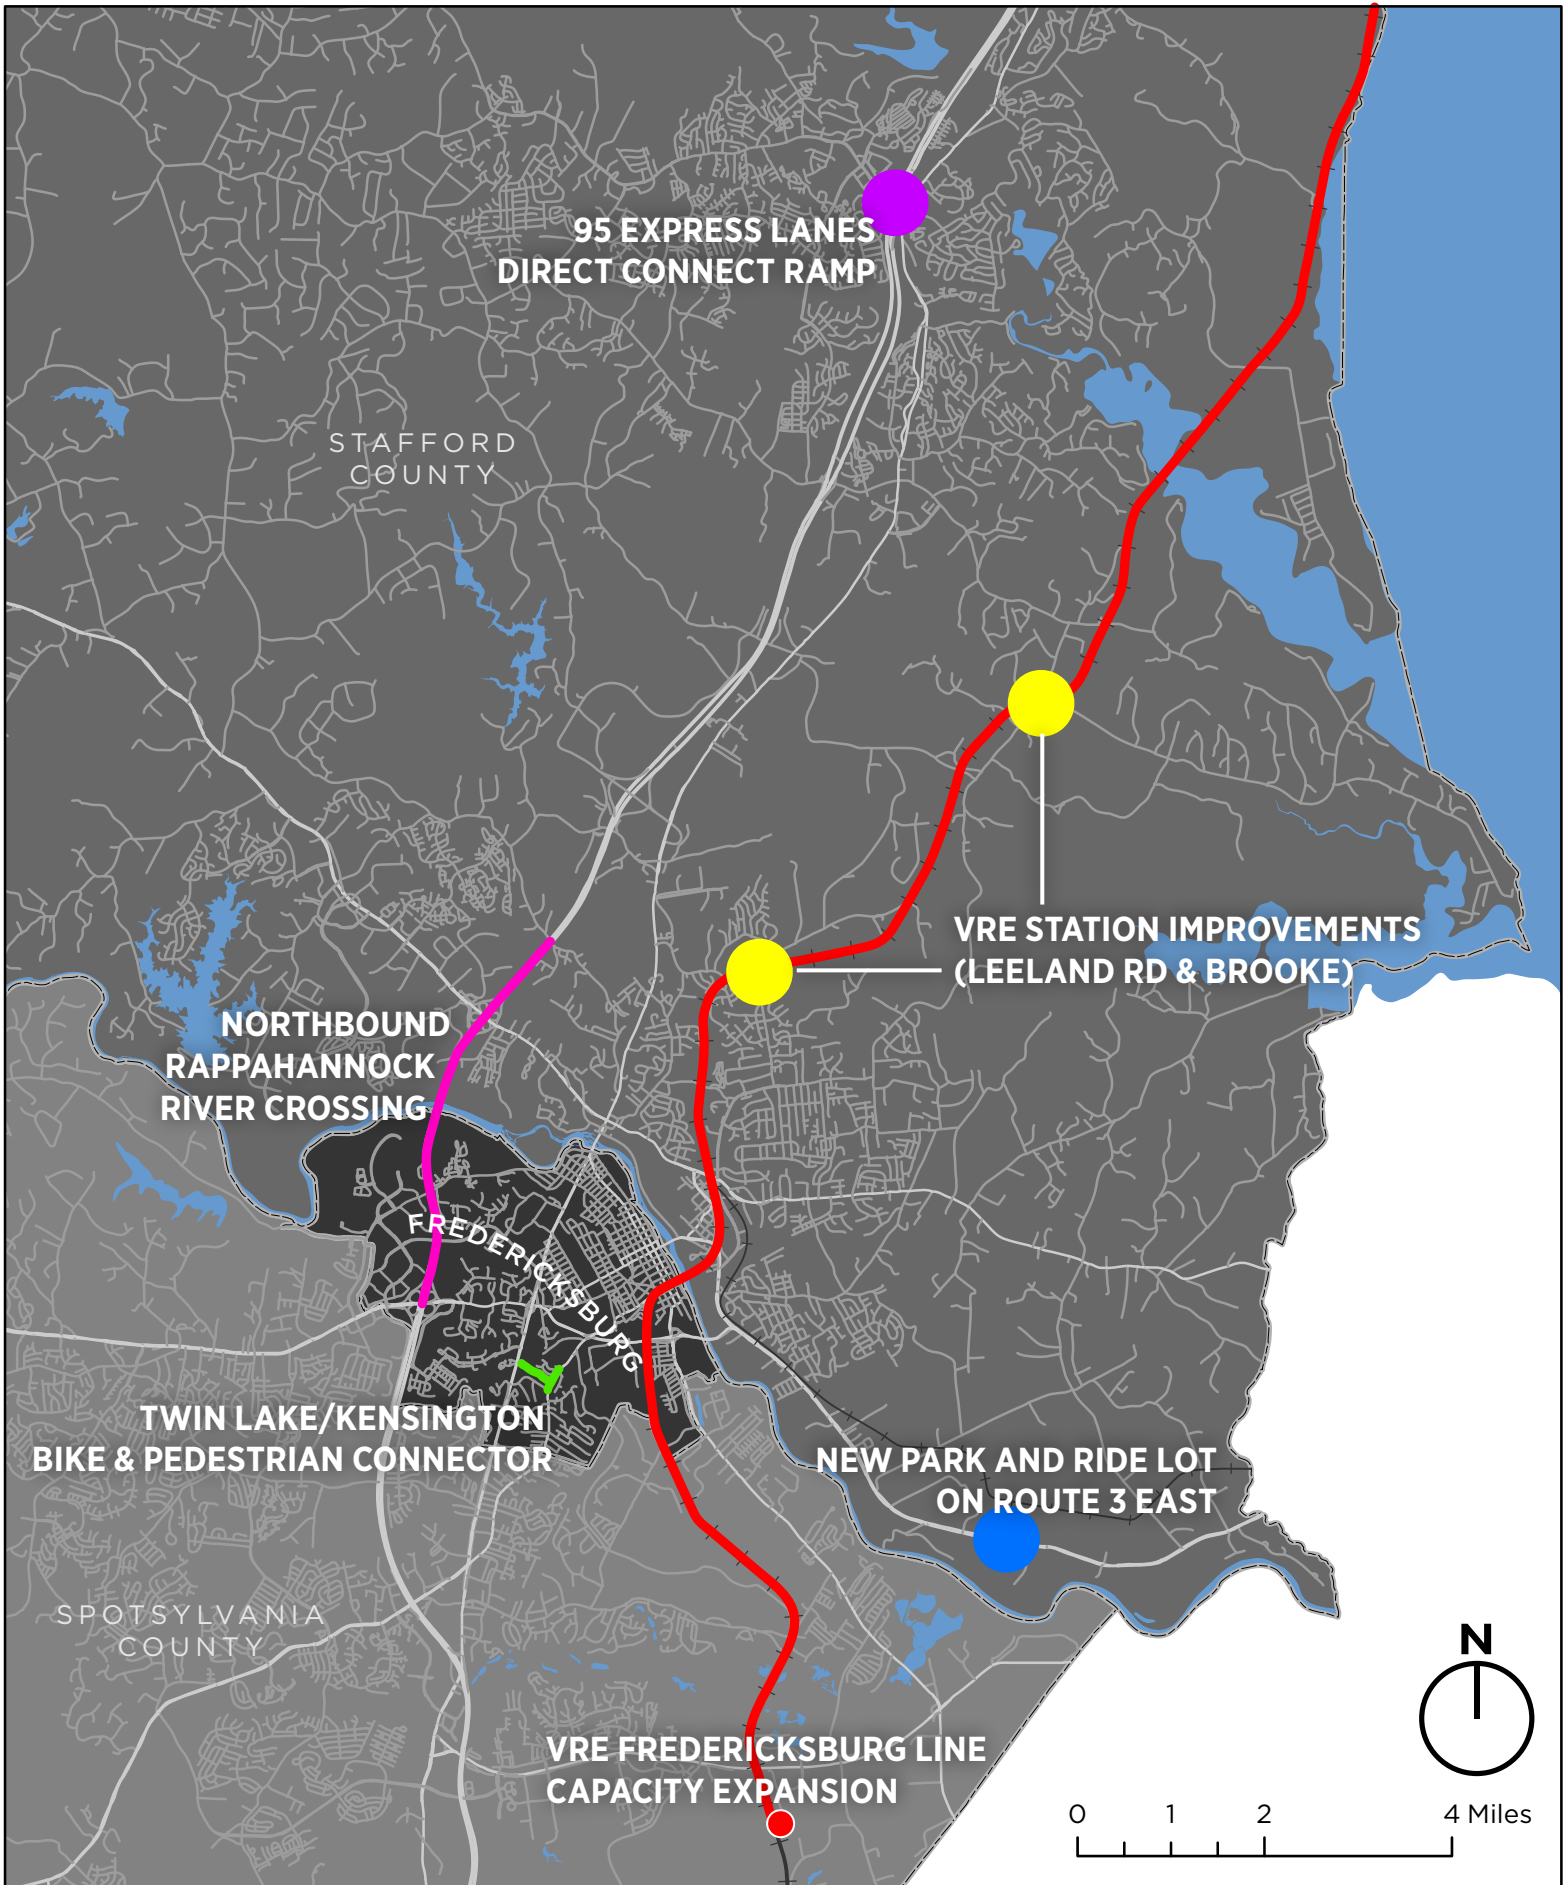 95 EXPRESS LANES
DIRECT CONNECT RAMP
STAFFORD
COUNTY
VRE STATION IMPROVEMENTS
(LEELAND RD & BROOKE)
NORTHBOUND
RAPPAHANNOCK
RIVER CROSSING
FREDERICKSBURG
TWIN LAKE/KENSINGTON
BIKE & PEDESTRIAN CONNECTOR
NEW PARK AND RIDE LOT
ON ROUTE 3 EAST
SPOTSYLVANIA
COUNTY
VRE FREDERICKSBURG LINE
CAPACITY EXPANSION
N
0 1 2 4 Miles